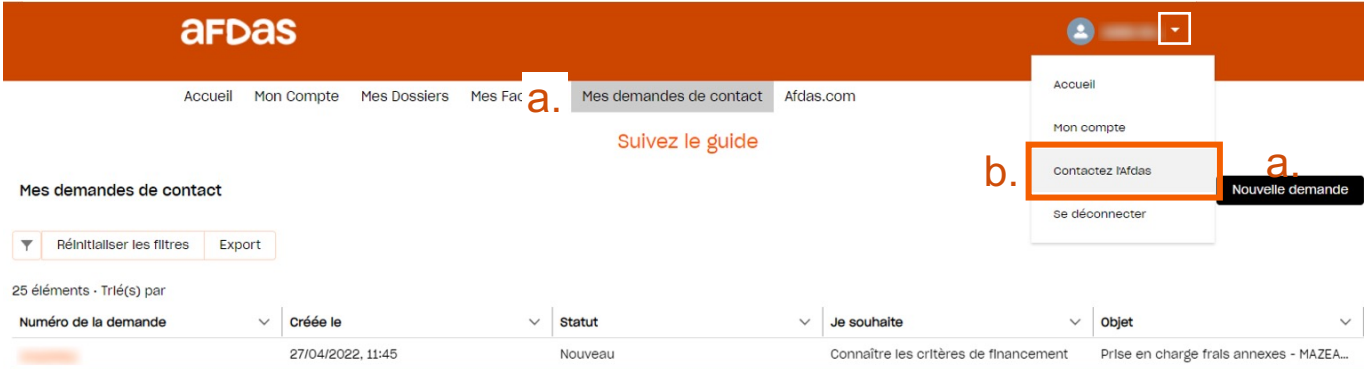 aFDas
Accueil Mon Compte Mes Dossiers Mes Fac a. Mes demandes de contact Afdas.com
Accueil
Mon compte
b. Contactez l'Afdas
Se déconnecter
Suivez le guide
Mes demandes de contact
a.
Nouvelle demande
Réinitialiser les filtres Export
25 éléments · Trié(s) par
Numéro de la demande Créée le Statut Je souhaite Objet
27/04/2022, 11:45 Nouveau Connaître les critères de financement Prise en charge frais annexes - MAZEA...